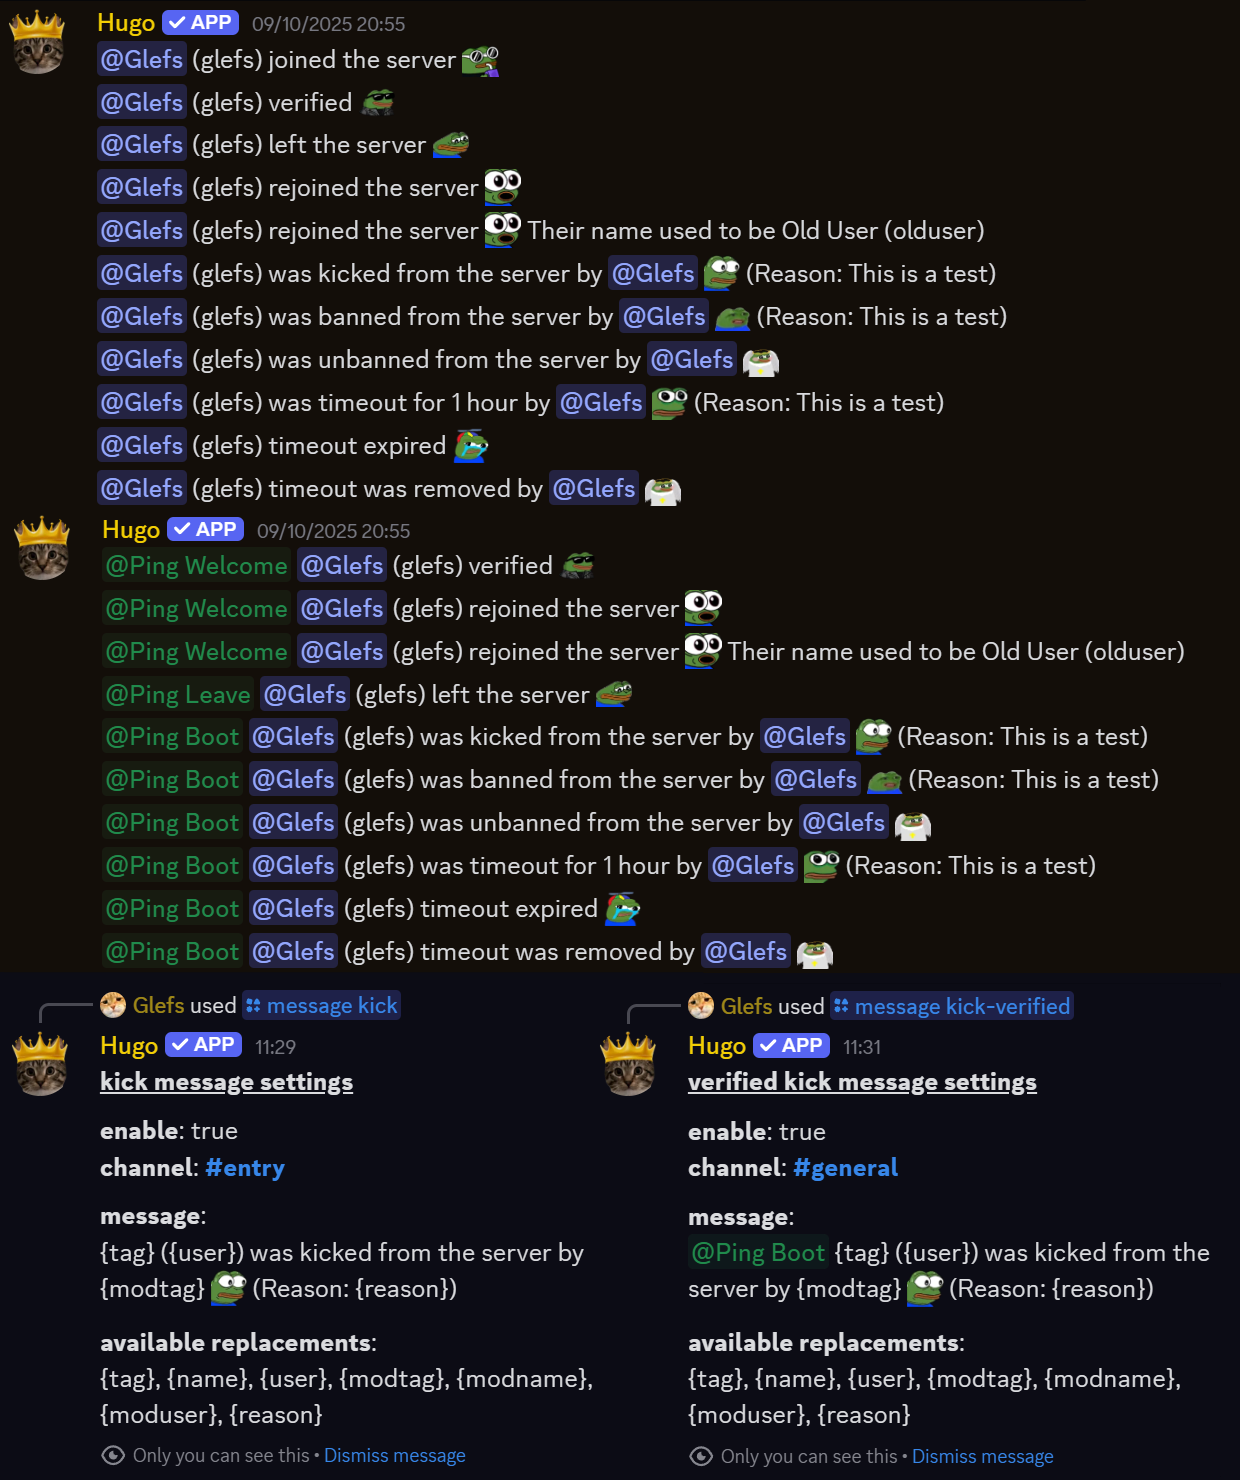 Hugo ✓ APP 09/10/2025 20:55
@Glefs (glefs) joined the server
@Glefs (glefs) verified
@Glefs (glefs) left the server
@Glefs (glefs) rejoined the server
@Glefs (glefs) rejoined the server Their name used to be Old User (olduser)
@Glefs (glefs) was kicked from the server by @Glefs (Reason: This is a test)
@Glefs (glefs) was banned from the server by @Glefs (Reason: This is a test)
@Glefs (glefs) was unbanned from the server by @Glefs
@Glefs (glefs) was timeout for 1 hour by @Glefs (Reason: This is a test)
@Glefs (glefs) timeout expired
@Glefs (glefs) timeout was removed by @Glefs
Hugo ✓ APP 09/10/2025 20:55
@Ping Welcome @Glefs (glefs) verified
@Ping Welcome @Glefs (glefs) rejoined the server
@Ping Welcome @Glefs (glefs) rejoined the server Their name used to be Old User (olduser)
@Ping Leave @Glefs (glefs) left the server
@Ping Boot @Glefs (glefs) was kicked from the server by @Glefs (Reason: This is a test)
@Ping Boot @Glefs (glefs) was banned from the server by @Glefs (Reason: This is a test)
@Ping Boot @Glefs (glefs) was unbanned from the server by @Glefs
@Ping Boot @Glefs (glefs) was timeout for 1 hour by @Glefs (Reason: This is a test)
@Ping Boot @Glefs (glefs) timeout expired
@Ping Boot @Glefs (glefs) timeout was removed by @Glefs
Glefs used message kick
Hugo ✓ APP 11:29
kick message settings
enable: true
channel: #entry
message:
{tag} ({user}) was kicked from the server by
{modtag} (Reason: {reason})
available replacements:
{tag}, {name}, {user}, {modtag}, {modname},
{moduser}, {reason}
Only you can see this • Dismiss message
Glefs used message kick-verified
Hugo ✓ APP 11:31
verified kick message settings
enable: true
channel: #general
message:
@Ping Boot {tag} ({user}) was kicked from the
server by {modtag} (Reason: {reason})
available replacements:
{tag}, {name}, {user}, {modtag}, {modname},
{moduser}, {reason}
Only you can see this • Dismiss message